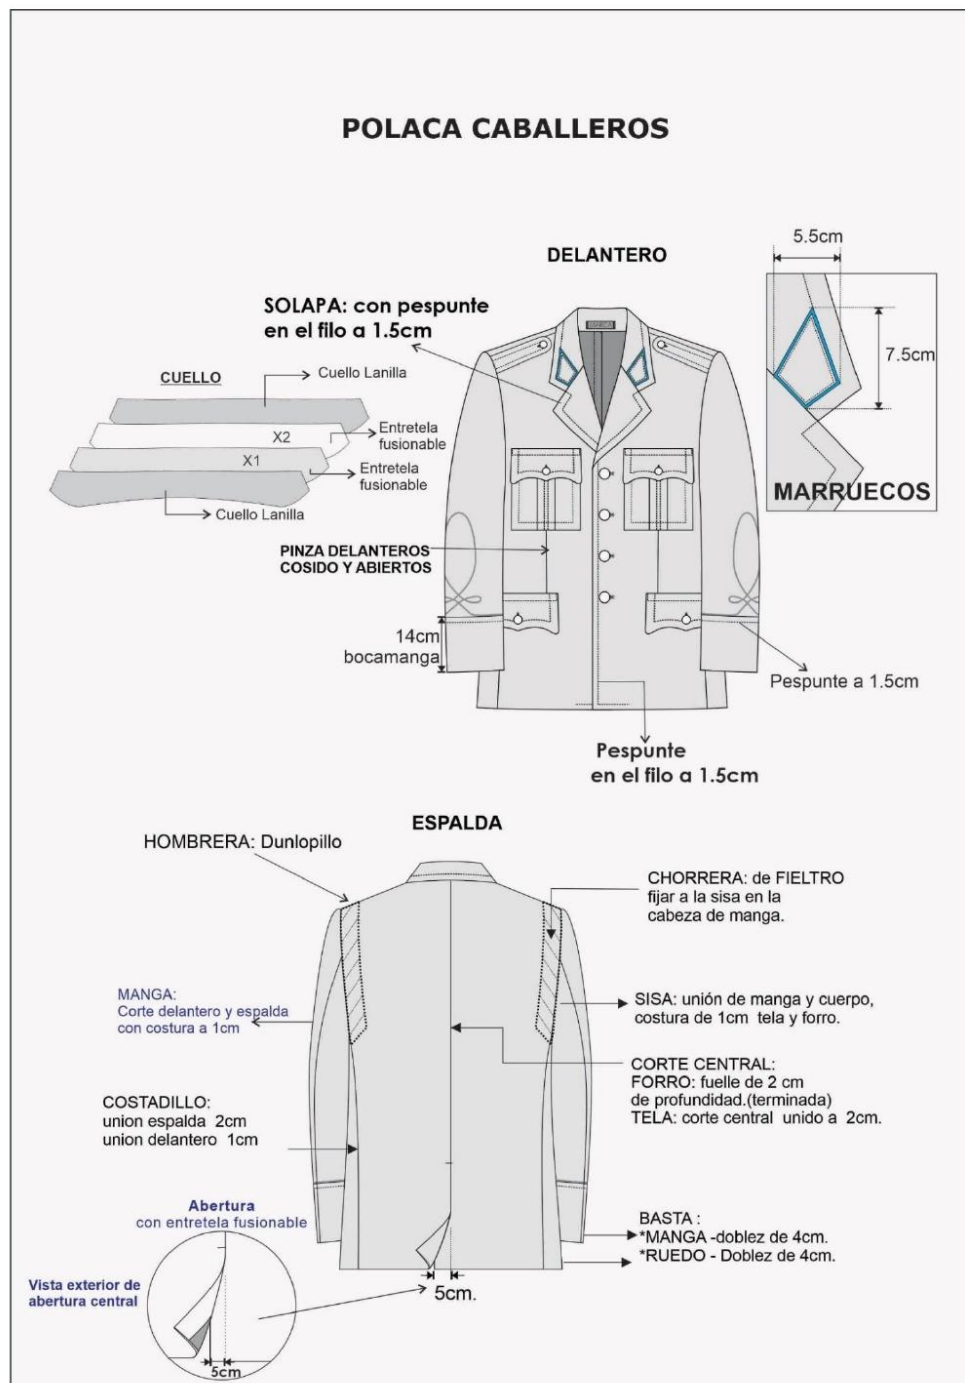 POLACA CABALLEROS
DELANTERO
5.5cm
SOLAPA: con pespunte
en el filo a 1.5cm
7.5cm
CUELLO
Cuello Lanilla
X2
Entretela
fusionable
X1
Entretela
fusionable
Cuello Lanilla
MARRUECOS
PINZA DELANTEROS
COSIDO Y ABIERTOS
14cm
bocamanga
Pespunte a 1.5cm
Pespunte
en el filo a 1.5cm
ESPALDA
HOMBRERA: Dunlopillo
CHORRERA: de FIELTRO
fijar a la sisa en la
cabeza de manga.
MANGA:
Corte delantero y espalda
con costura a 1cm
SISA: unión de manga y cuerpo,
costura de 1cm tela y forro.
CORTE CENTRAL:
FORRO: fuelle de 2 cm
de profundidad.(terminada)
TELA: corte central unido a 2cm.
COSTADILLO:
union espalda 2cm
union delantero 1cm
Abertura
con entretela fusionable
BASTA :
*MANGA -doblez de 4cm.
*RUEDO - Doblez de 4cm.
Vista exterior de
abertura central
5cm.
5cm